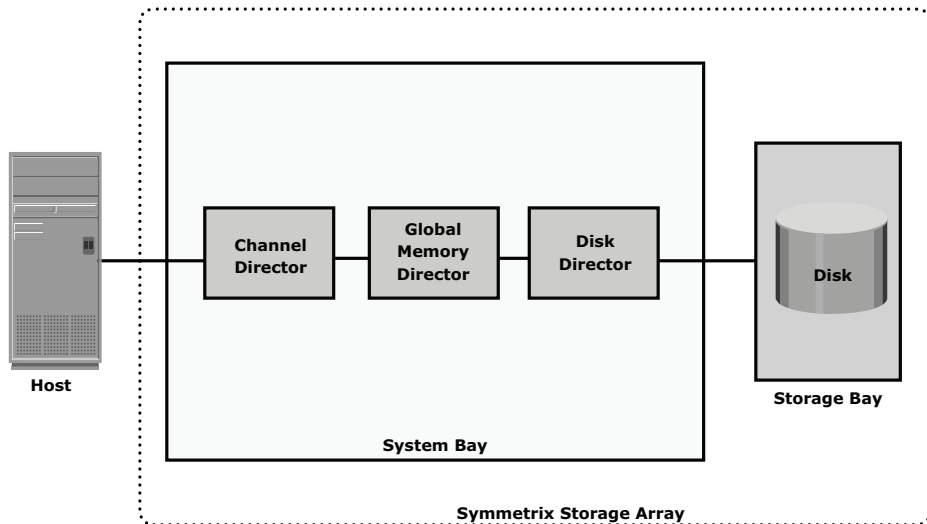 Channel
Director
Global
Memory
Director
Disk
Director
Disk
Host
Storage Bay
System Bay
Symmetrix Storage Array